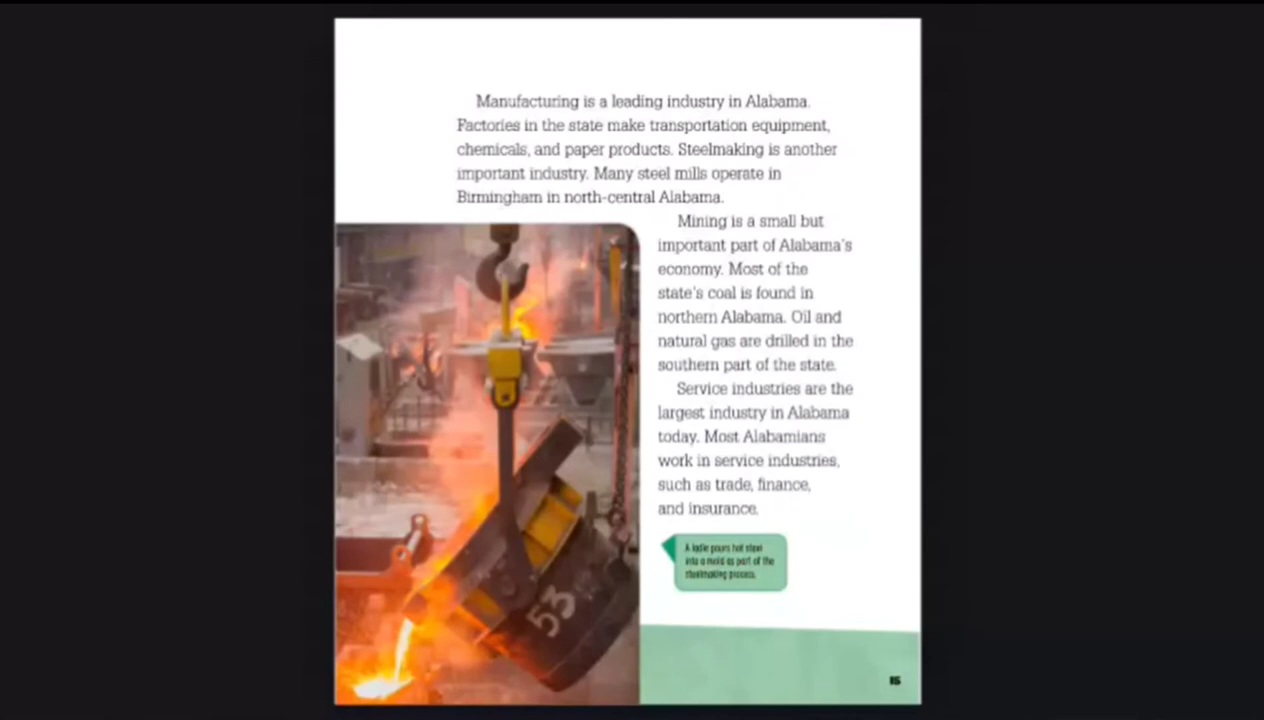 Manufacturing is a leading industry in Alabama.
Factories in the state make transportation equipment,
chemicals, and paper products. Steelmaking is another
important industry. Many steel mills operate in
Birmingham in north-central Alabama.
Mining is a small but
important part of Alabama's
economy. Most of the
state's coal is found in
northern Alabama. Oil and
natural gas are drilled in the
southern part of the state.
Service industries are the
largest industry in Alabama
today. Most Alabamians
work in service industries,
such as trade, finance,
and insurance.
A ladle pours hot steel
into a mold as part of the
steelmaking process.
53
15